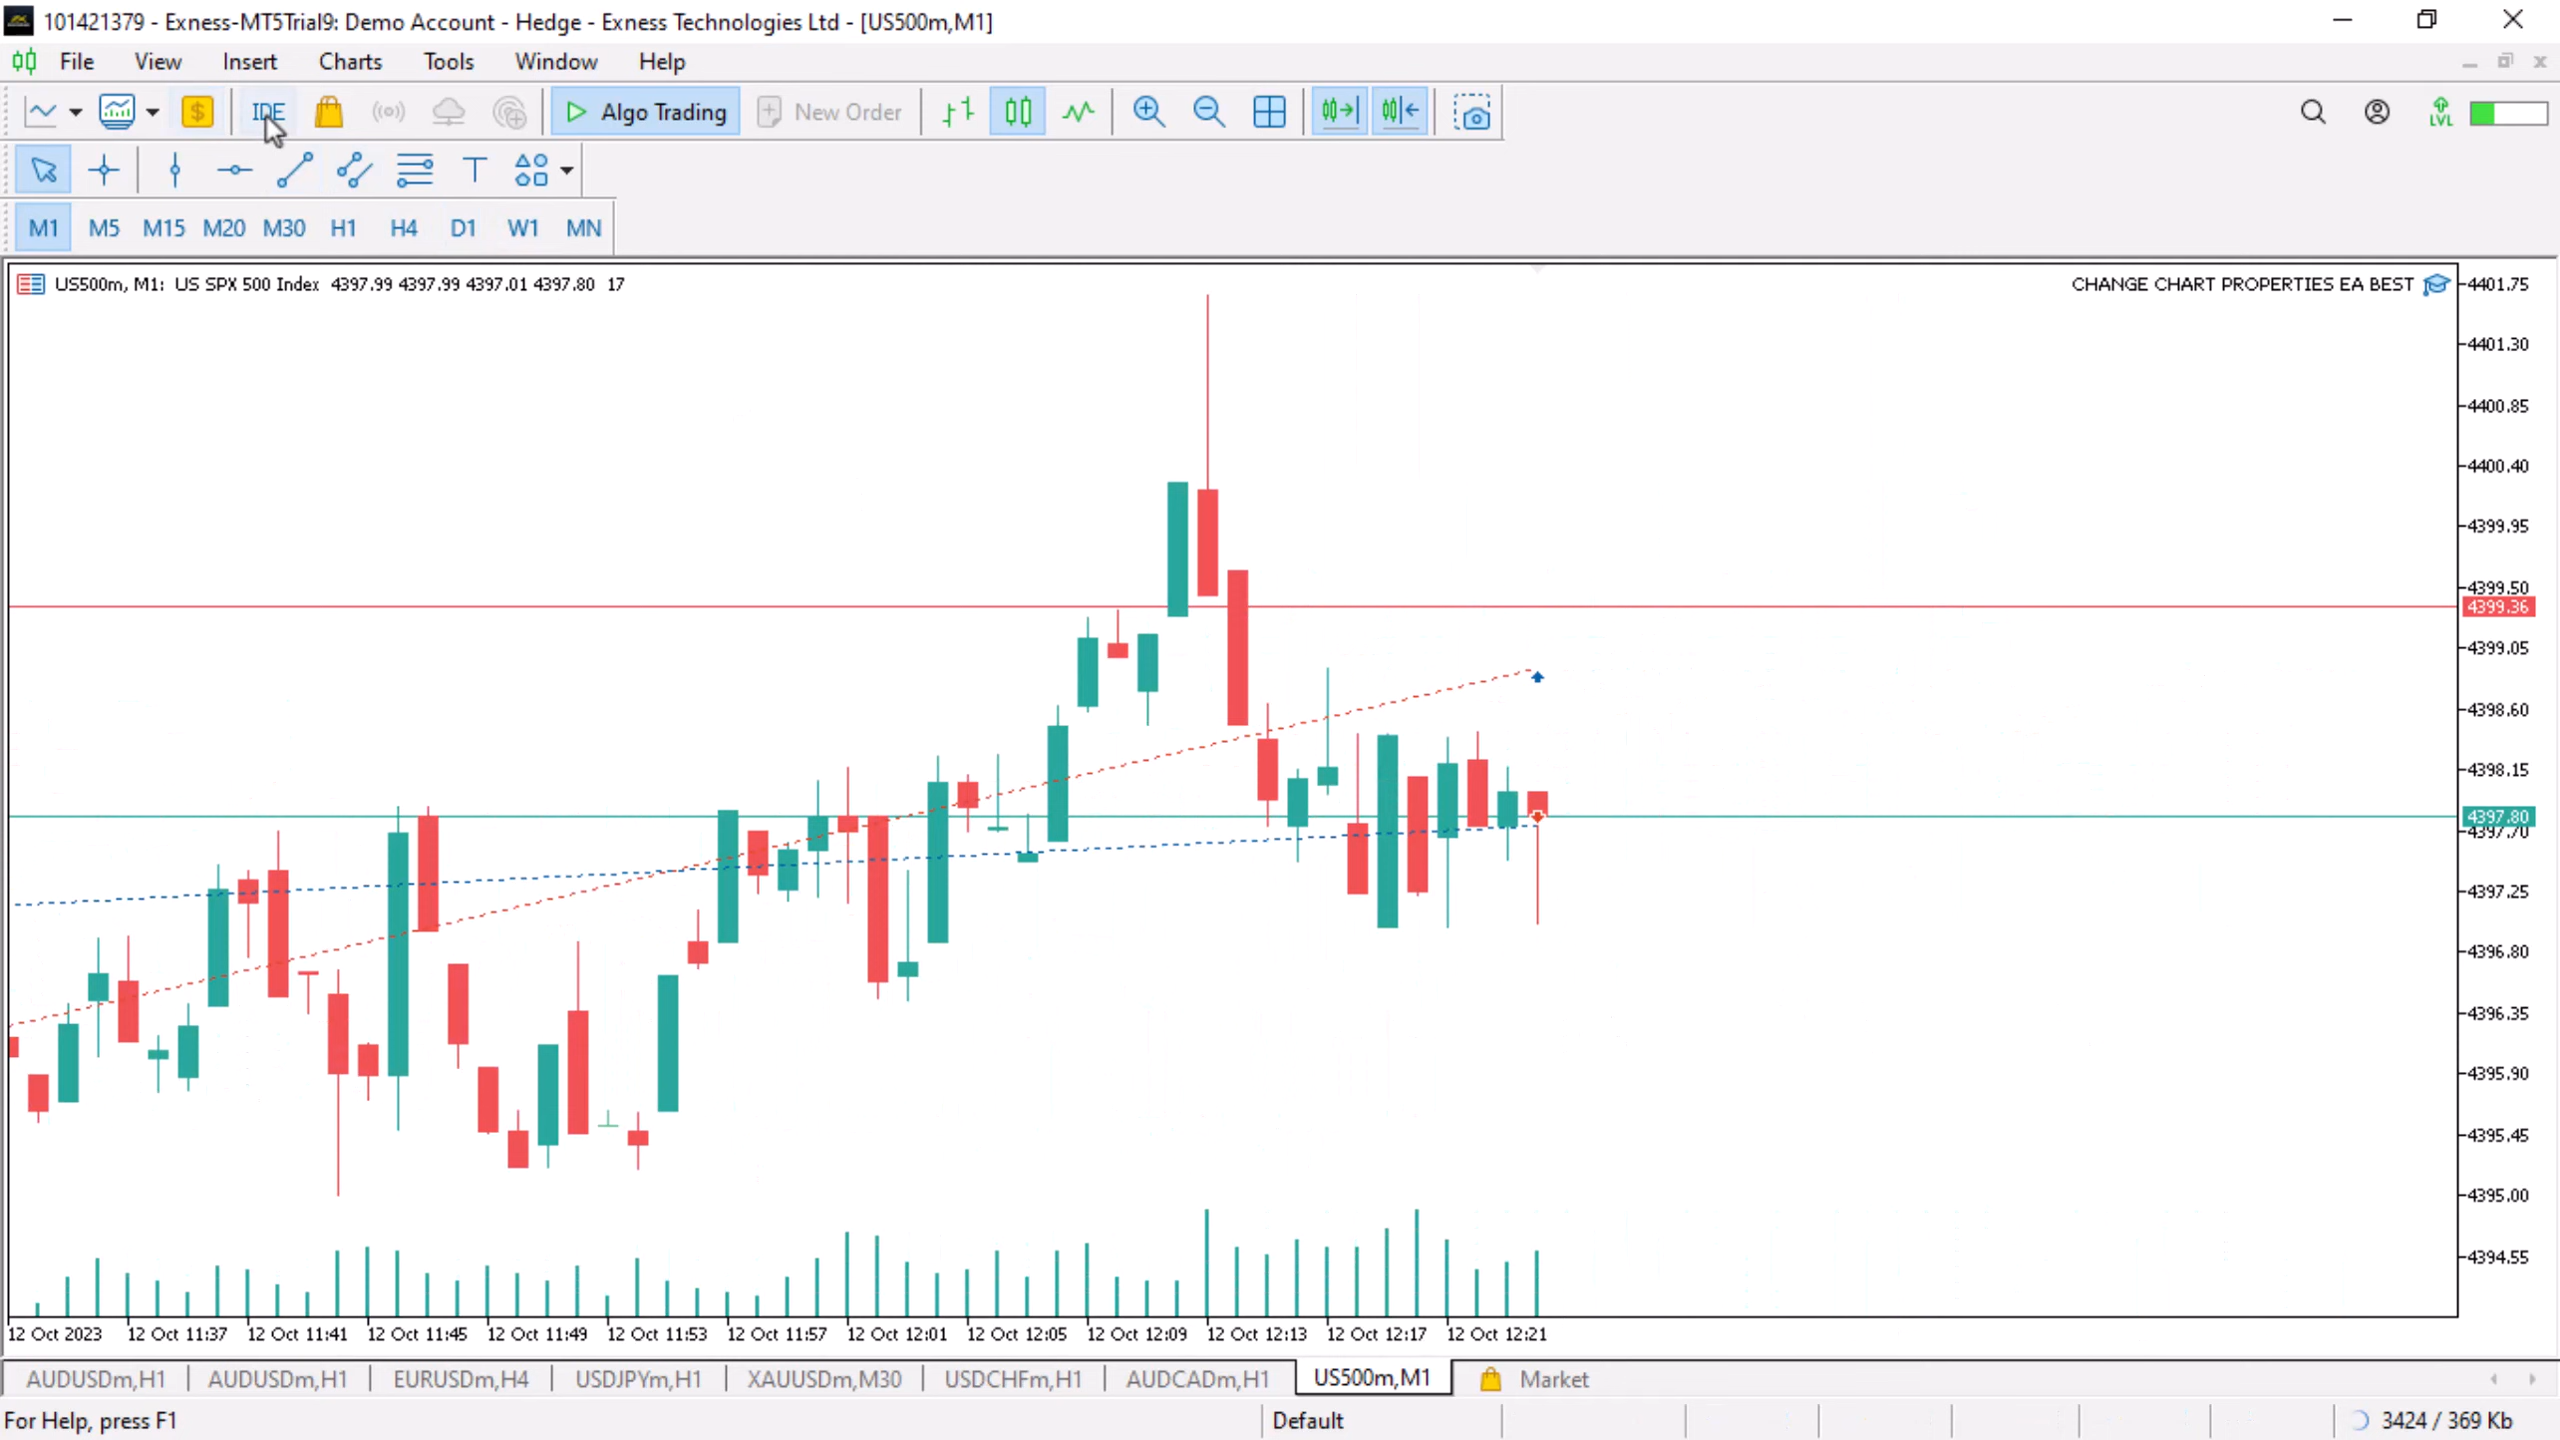 101421379 - Exness-MT5Trial9: Demo Account - Hedge - Exness Technologies Ltd - [US500m,M1]
File View Insert Charts Tools Window Help
$ IDE Algo Trading New Order LVL
T
M1 M5 M15 M20 M30 H1 H4 D1 W1 MN
US500m, M1: US SPX 500 Index 4397.99 4397.99 4397.01 4397.80 17
CHANGE CHART PROPERTIES EA BEST
4401.75
4401.30
4400.85
4400.40
4399.95
4399.50
4399.36
4399.05
4398.60
4398.15
4397.80
4397.70
4397.25
4396.80
4396.35
4395.90
4395.45
4395.00
4394.55
12 Oct 2023 12 Oct 11:37 12 Oct 11:41 12 Oct 11:45 12 Oct 11:49 12 Oct 11:53 12 Oct 11:57 12 Oct 12:01 12 Oct 12:05 12 Oct 12:09 12 Oct 12:13 12 Oct 12:17 12 Oct 12:21
AUDUSDm,H1 AUDUSDm,H1 EURUSDm,H4 USDJPYm,H1 XAUUSDm,M30 USDCHFm,H1 AUDCADm,H1 US500m,M1 Market
For Help, press F1 Default 3424 / 369 Kb